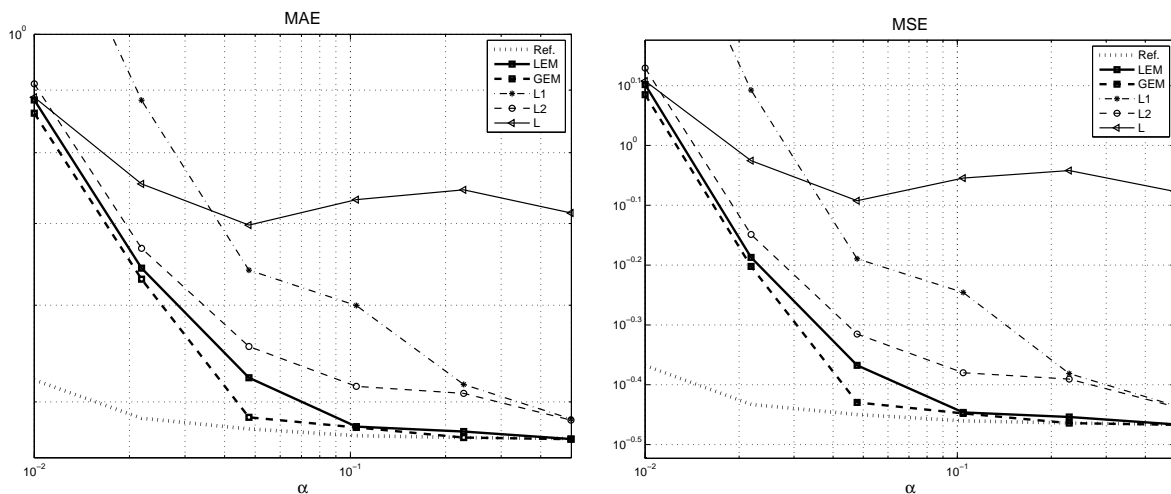 MAE
10^0
Ref.
LEM
GEM
L1
L2
L
10^-2
10^-1
α
MSE
10^0.1
10^0
10^-0.1
10^-0.2
10^-0.3
10^-0.4
10^-0.5
Ref.
LEM
GEM
L1
L2
L
10^-2
10^-1
α